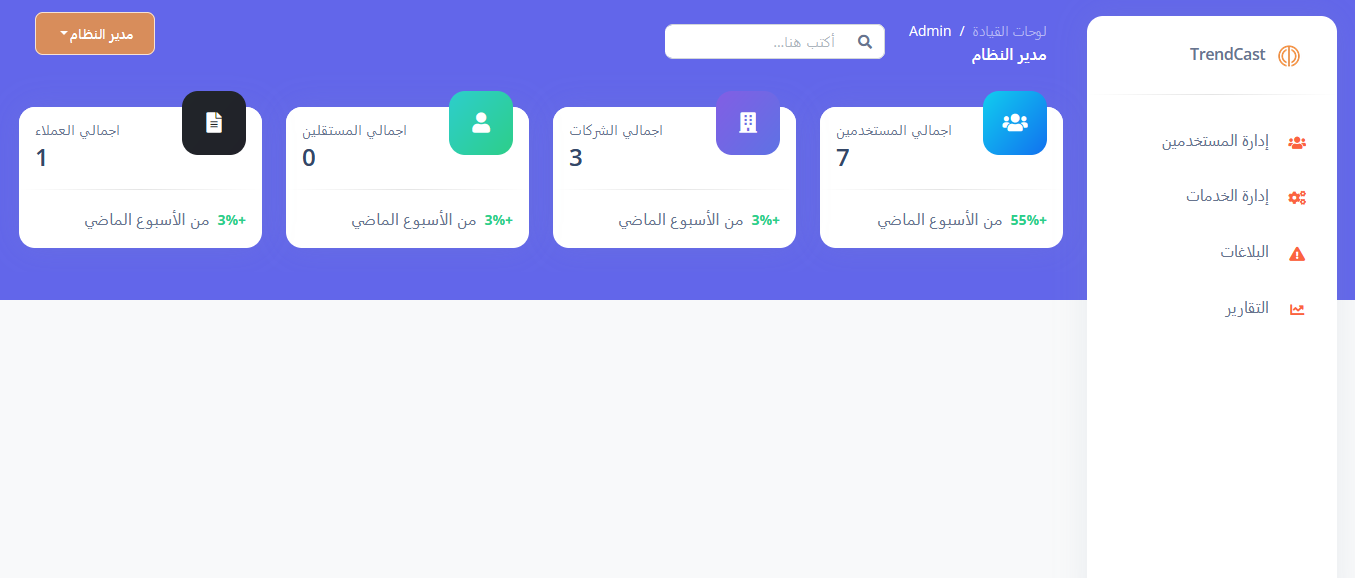 TrendCast
إدارة المستخدمين
إدارة الخدمات
البلاغات
التقارير
لوحات القيادة / Admin
مدير النظام
أكتب هنا...
مدير النظام
اجمالي المستخدمين
7
+55% من الأسبوع الماضي
اجمالي الشركات
3
+3% من الأسبوع الماضي
اجمالي المستقلين
0
+3% من الأسبوع الماضي
اجمالي العملاء
1
+3% من الأسبوع الماضي